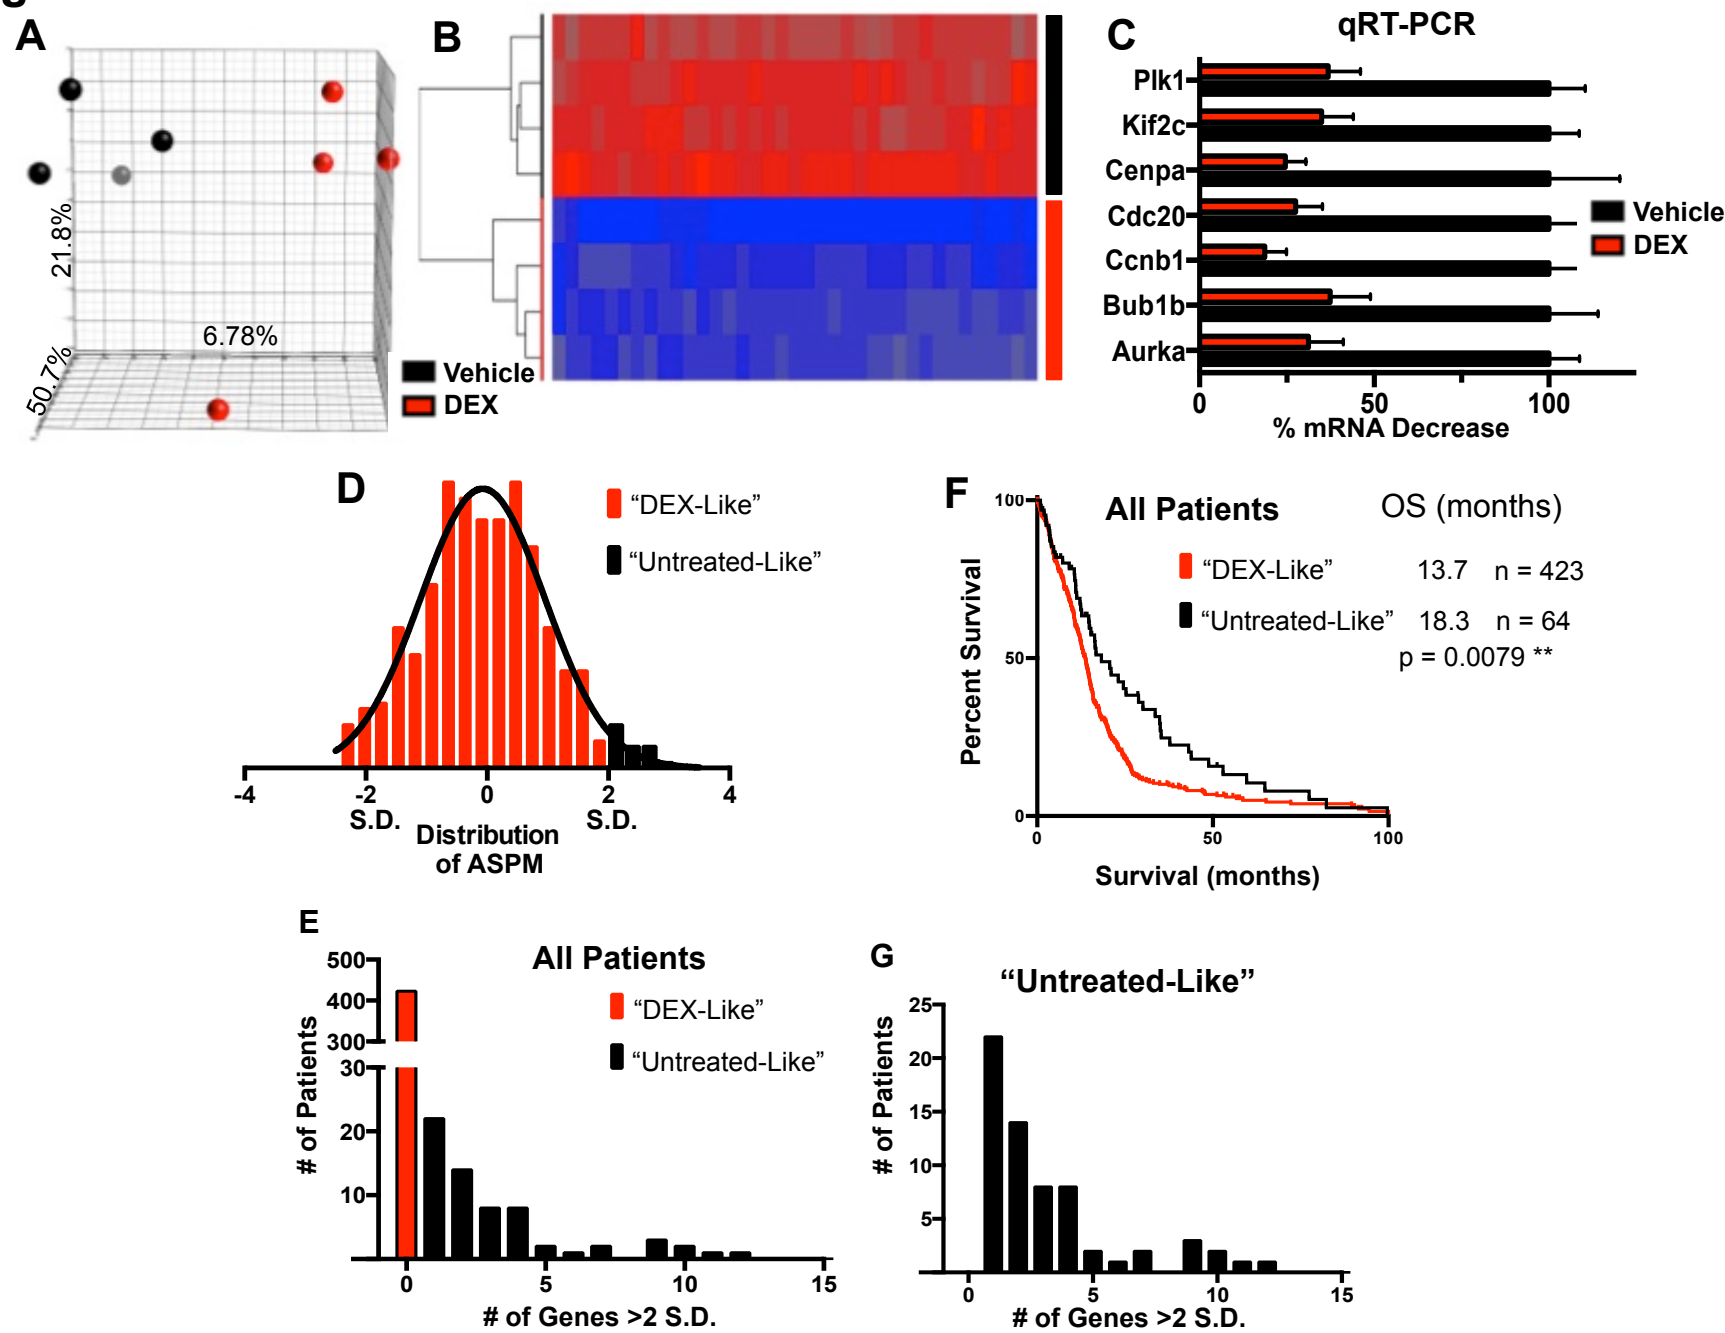 A
21.8%
6.78%
50.7%
Vehicle
DEX
B
C
qRT-PCR
Plk1
Kif2c
Cenpa
Cdc20
Ccnb1
Bub1b
Aurka
0 50 100
% mRNA Decrease
Vehicle
DEX
D
“DEX-Like”
“Untreated-Like”
-4 -2 0 2 4
S.D. S.D.
Distribution
of ASPM
F
All Patients OS (months)
“DEX-Like” 13.7 n = 423
“Untreated-Like” 18.3 n = 64
p = 0.0079 **
Percent Survival
100
50
0
0 50 100
Survival (months)
E
All Patients
“DEX-Like”
“Untreated-Like”
# of Patients
500
400
300
30
20
10
0 5 10 15
# of Genes >2 S.D.
G
“Untreated-Like”
# of Patients
25
20
15
10
5
0 5 10 15
# of Genes >2 S.D.